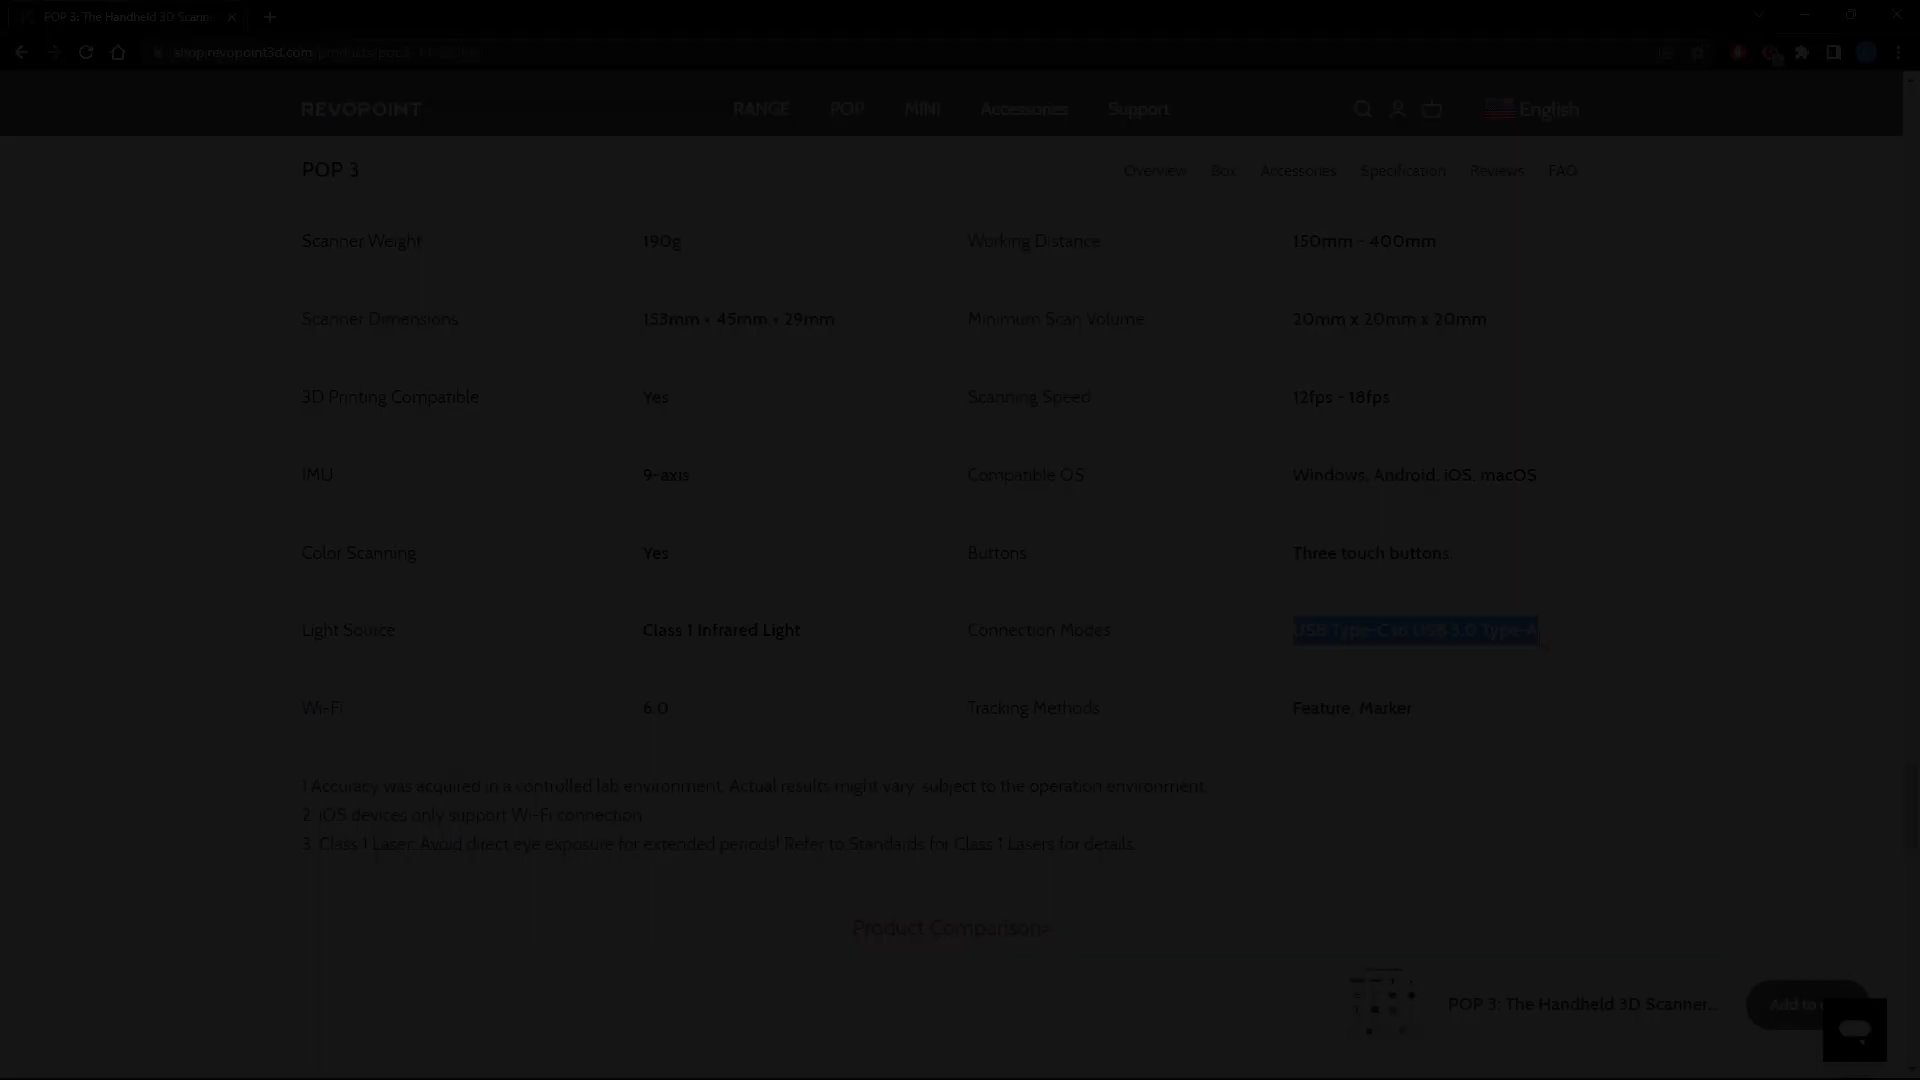 POP 3: The Handheld 3D Scann
shop.revopoint3d.com
REVOPOINT RANGE POP MINI Accessories Support English
POP 3 Overview Box Accessories Specification Reviews FAQ
Scanner Weight 190g Working Distance 150mm - 400mm
Scanner Dimensions 153mm × 45mm × 29mm Minimum Scan Volume 20mm x 20mm x 20mm
3D Printing Compatible Yes Scanning Speed 12fps - 18fps
IMU 9-axis Compatible OS Windows, Android, iOS, macOS
Color Scanning Yes Buttons Three touch buttons.
Light Source Class 1 Infrared Light Connection Modes USB Type-C to USB 3.0 Type-A
Wi-Fi 6.0 Tracking Methods Feature, Marker
1 Accuracy was acquired in a controlled lab environment. Actual results might vary, subject to the operation environment.
2. iOS devices only support Wi-Fi connection
3. Class 1 Laser: Avoid direct eye exposure for extended periods! Refer to Standards for Class 1 Lasers for details.
Product Comparisons
POP 3: The Handheld 3D Scanner... Add to